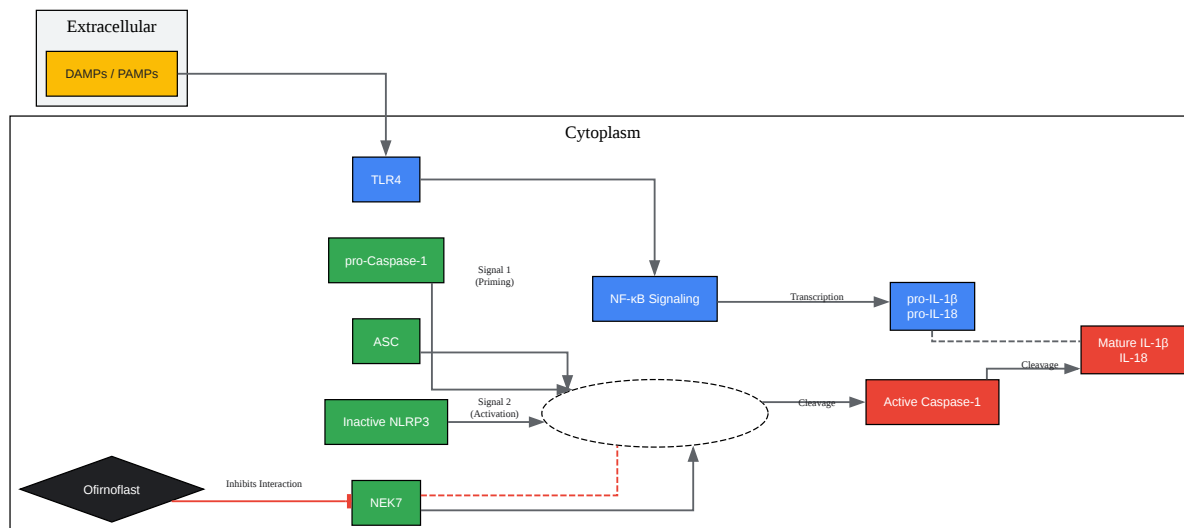 Extracellular
DAMPs / PAMPs
Cytoplasm
TLR4
pro-Caspase-1
Signal 1
(Priming)
NF-κB Signaling
Transcription
pro-IL-1β
pro-IL-18
ASC
Mature IL-1β
IL-18
Cleavage
Inactive NLRP3
Signal 2
(Activation)
Cleavage
Active Caspase-1
Ofirnoflast
Inhibits Interaction
NEK7